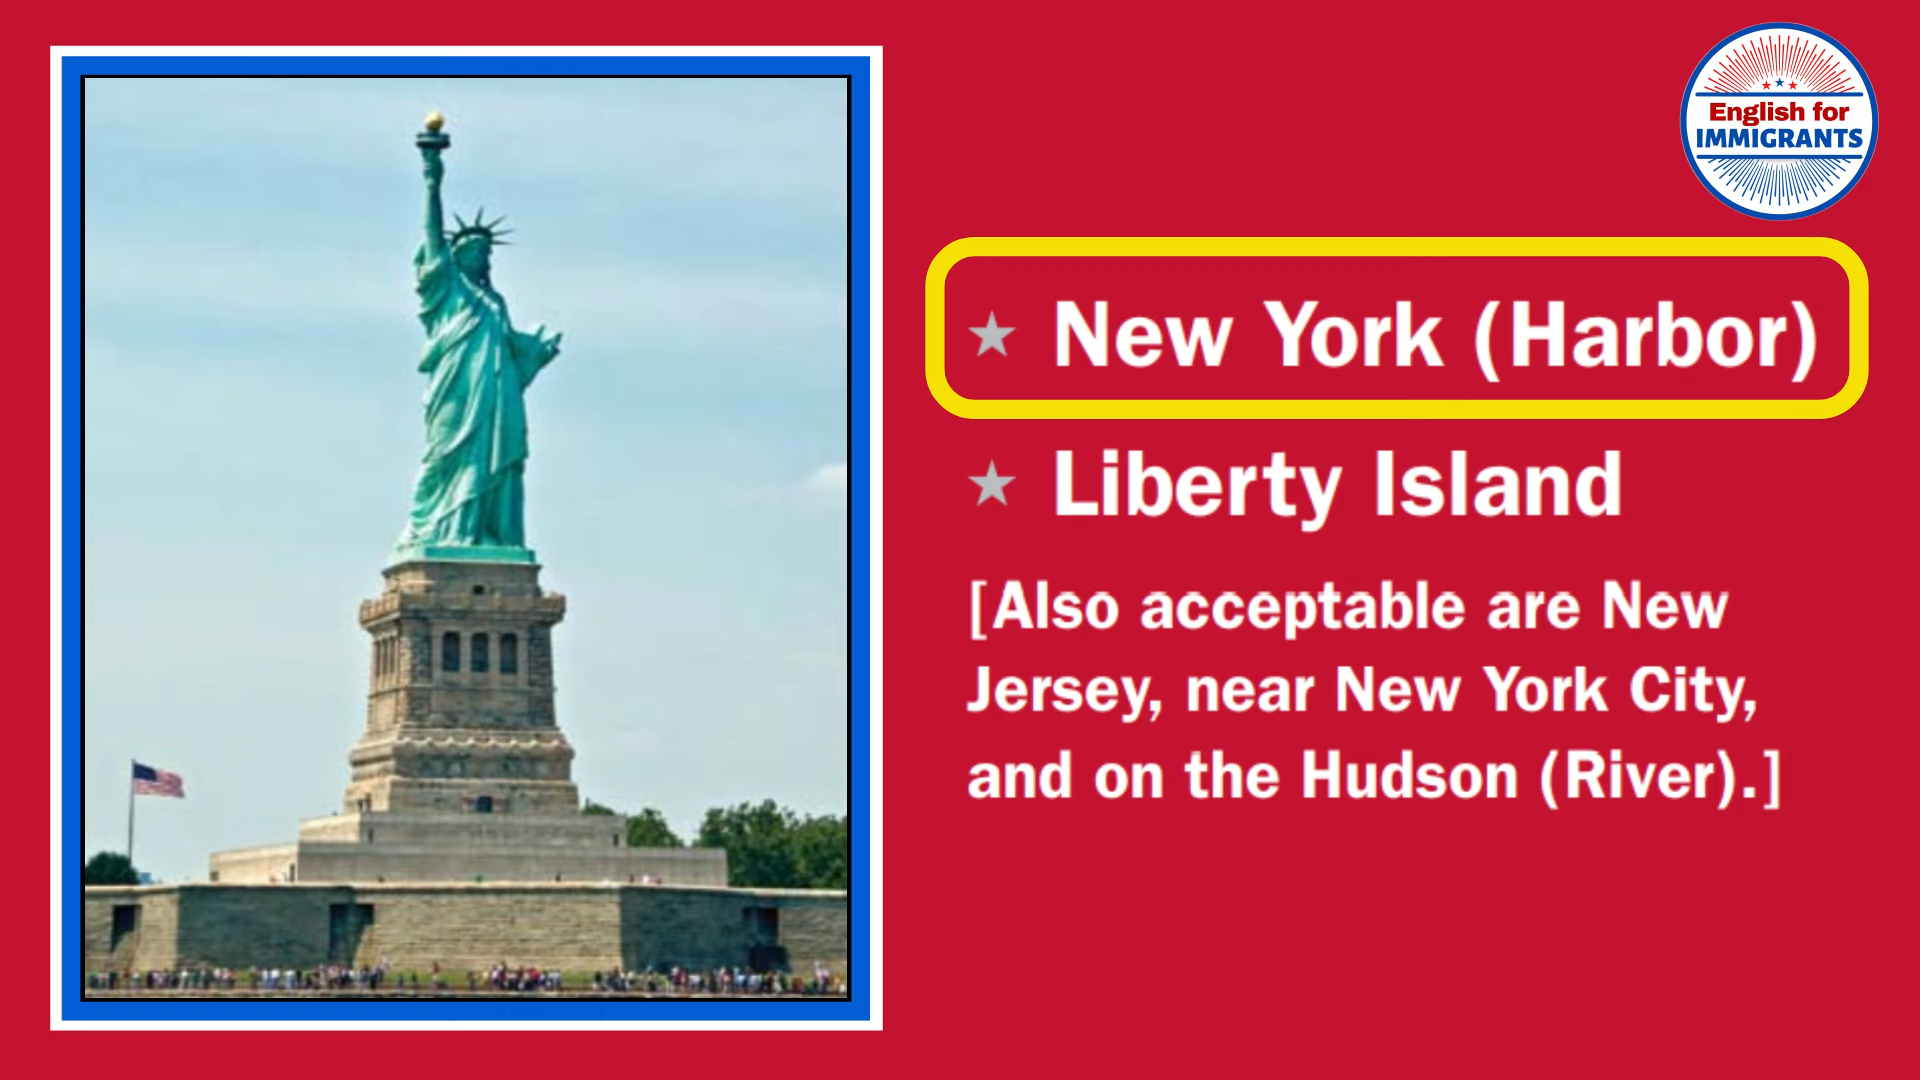 English for
IMMIGRANTS
★ New York (Harbor)
★ Liberty Island
[Also acceptable are New
Jersey, near New York City,
and on the Hudson (River).]